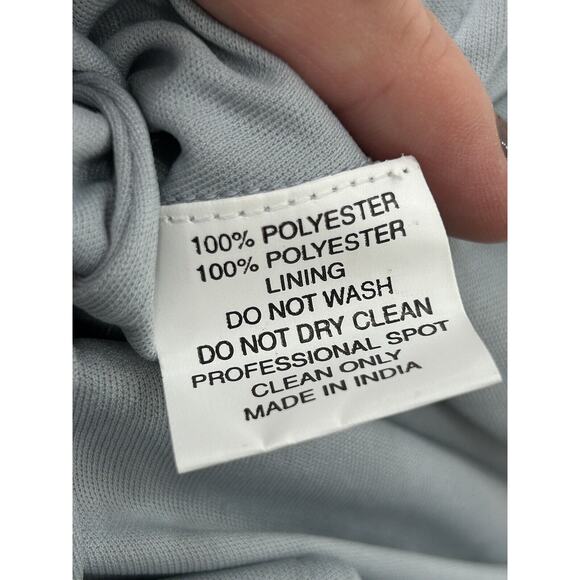 100% POLYESTER
100% POLYESTER
LINING
DO NOT WASH
DO NOT DRY CLEAN
PROFESSIONAL SPOT
CLEAN ONLY
MADE IN INDIA